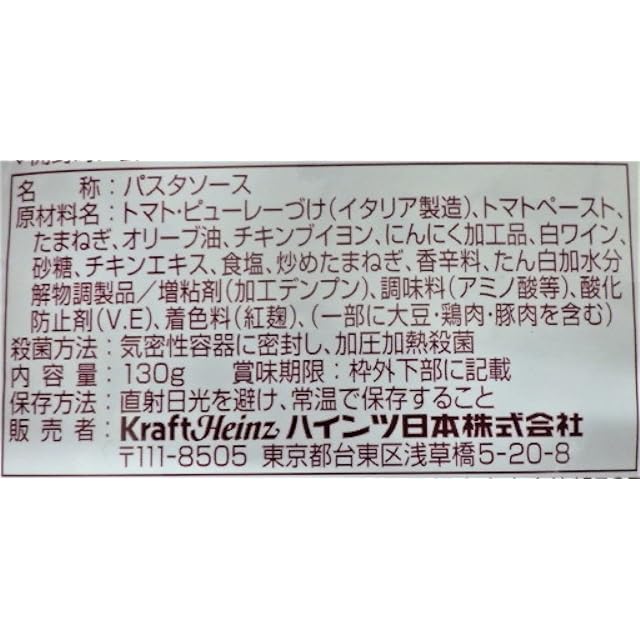 名　　称：パスタソース
原材料名：トマト・ピューレーづけ（イタリア製造）、トマトペースト、
たまねぎ、オリーブ油、チキンブイヨン、にんにく加工品、白ワイン、
砂糖、チキンエキス、食塩、炒めたまねぎ、香辛料、たん白加水分
解物調製品／増粘剤（加工デンプン）、調味料（アミノ酸等）、酸化
防止剤（V.E）、着色料（紅麹）、（一部に大豆・鶏肉・豚肉を含む）
殺菌方法：気密性容器に密封し、加圧加熱殺菌
内 容 量：130g　　賞味期限：枠外下部に記載
保存方法：直射日光を避け、常温で保存すること
販 売 者：KraftHeinz ハインツ日本株式会社
〒111-8505 東京都台東区浅草橋5-20-8